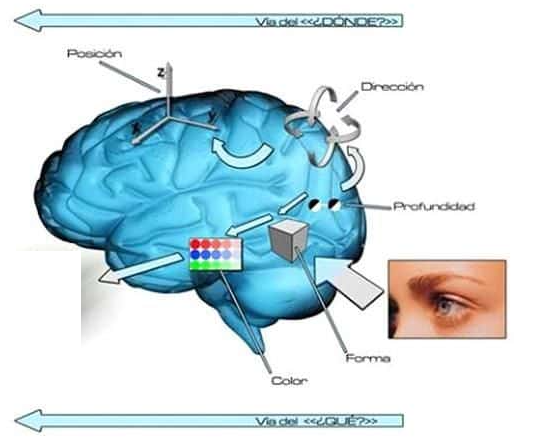 Vía del <<¿DÓNDE?>>
Posición
Z
Dirección
Profundidad
Forma
Color
Vía del <<¿QUÉ?>>